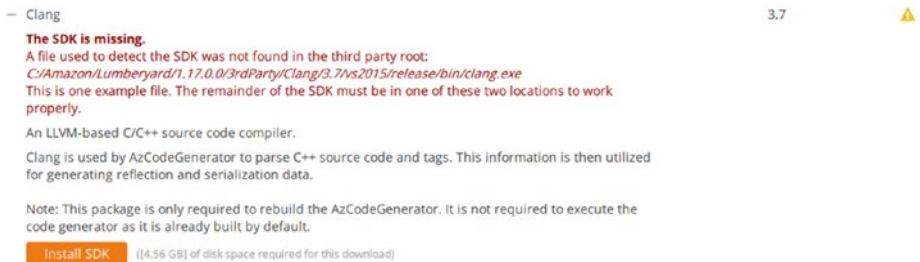 — Clang 3.7
The SDK is missing.
A file used to detect the SDK was not found in the third party root:
C:/Amazon/Lumberyard/1.17.0.0/3rdParty/Clang/3.7/vs2015/release/bin/clang.exe
This is one example file. The remainder of the SDK must be in one of these two locations to work
properly.
An LLVM-based C/C++ source code compiler.
Clang is used by AzCodeGenerator to parse C++ source code and tags. This information is then utilized
for generating reflection and serialization data.
Note: This package is only required to rebuild the AzCodeGenerator. It is not required to execute the
code generator as it is already built by default.
Install SDK ([4.56 GB] of disk space required for this download)